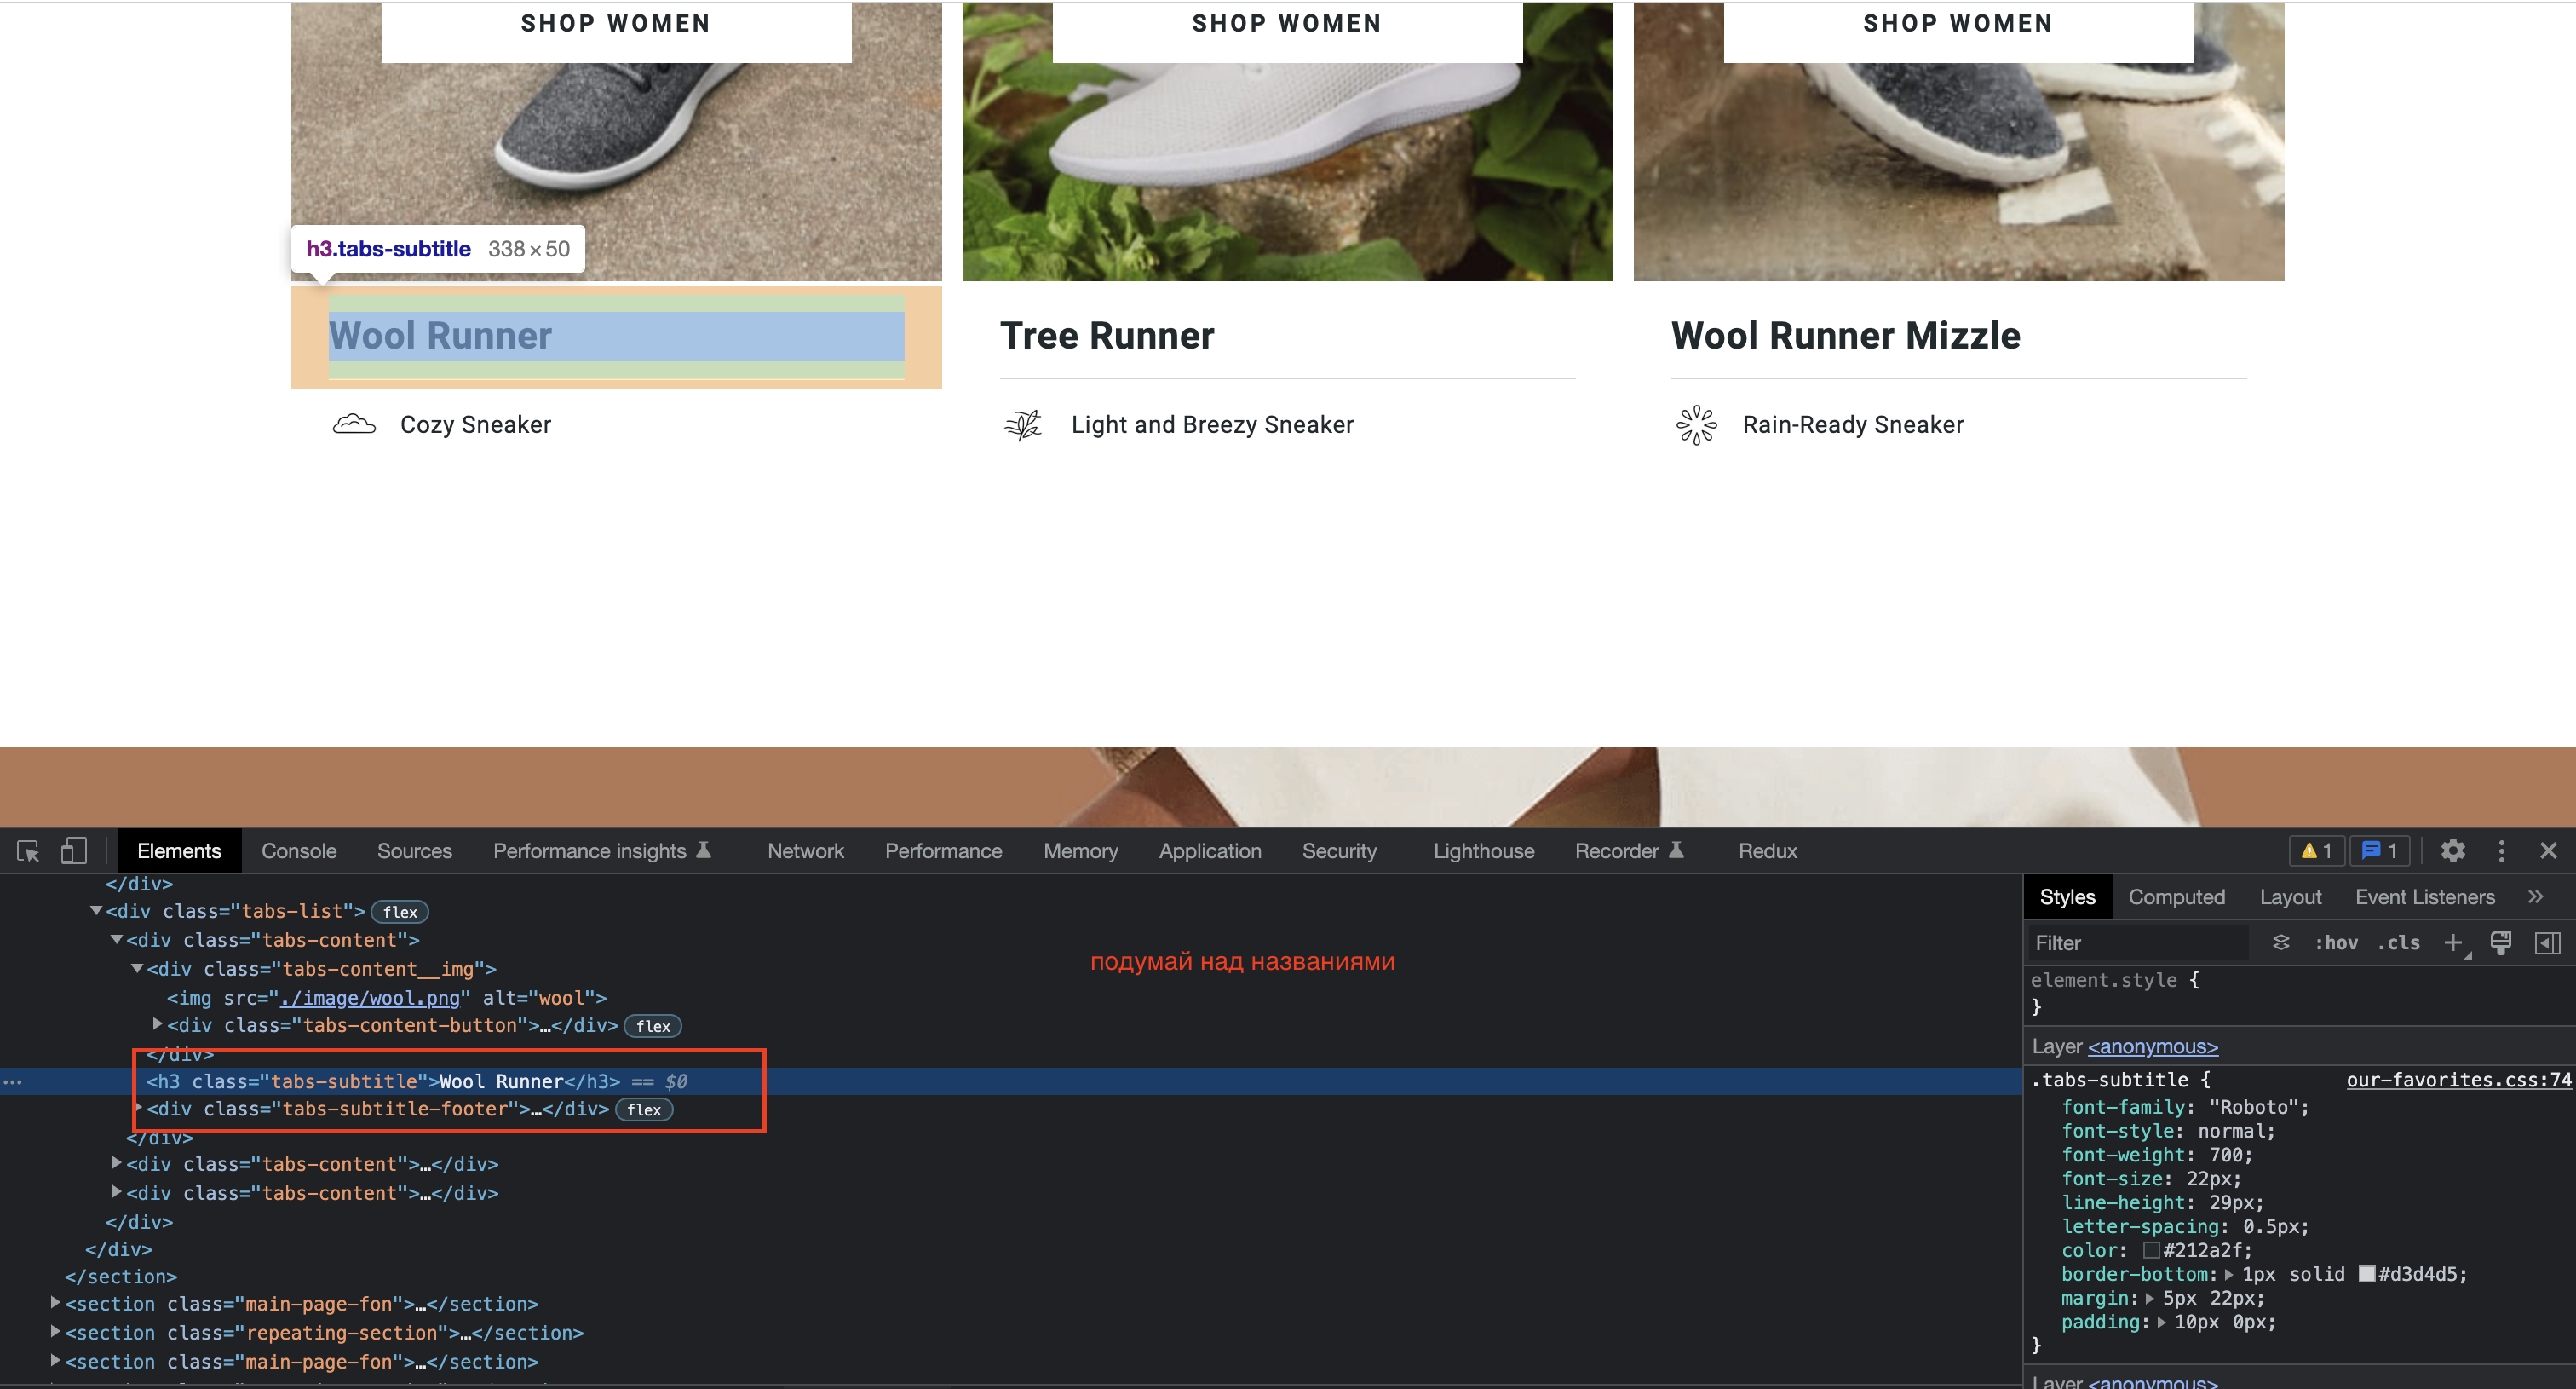 SHOP WOMEN
SHOP WOMEN
SHOP WOMEN
h3.tabs-subtitle 338 × 50
Wool Runner
Tree Runner
Wool Runner Mizzle
Cozy Sneaker
Light and Breezy Sneaker
Rain-Ready Sneaker
Elements Console Sources Performance insights Network Performance Memory Application Security Lighthouse Recorder Redux 1 1
</div>
<div class="tabs-list"> flex
<div class="tabs-content">
<div class="tabs-content__img">
<img src="./image/wool.png" alt="wool">
<div class="tabs-content-button">…</div> flex
</div>
<h3 class="tabs-subtitle">Wool Runner</h3> == $0
<div class="tabs-subtitle-footer">…</div> flex
</div>
<div class="tabs-content">…</div>
<div class="tabs-content">…</div>
</div>
</div>
</section>
<section class="main-page-fon">…</section>
<section class="repeating-section">…</section>
<section class="main-page-fon">…</section>
подумай над названиями
Styles Computed Layout Event Listeners »
Filter :hov .cls +
element.style {
}
Layer <anonymous>
.tabs-subtitle { our-favorites.css:74
font-family: "Roboto";
font-style: normal;
font-weight: 700;
font-size: 22px;
line-height: 29px;
letter-spacing: 0.5px;
color: #212a2f;
border-bottom: 1px solid #d3d4d5;
margin: 5px 22px;
padding: 10px 0px;
}
Layer <anonymous>